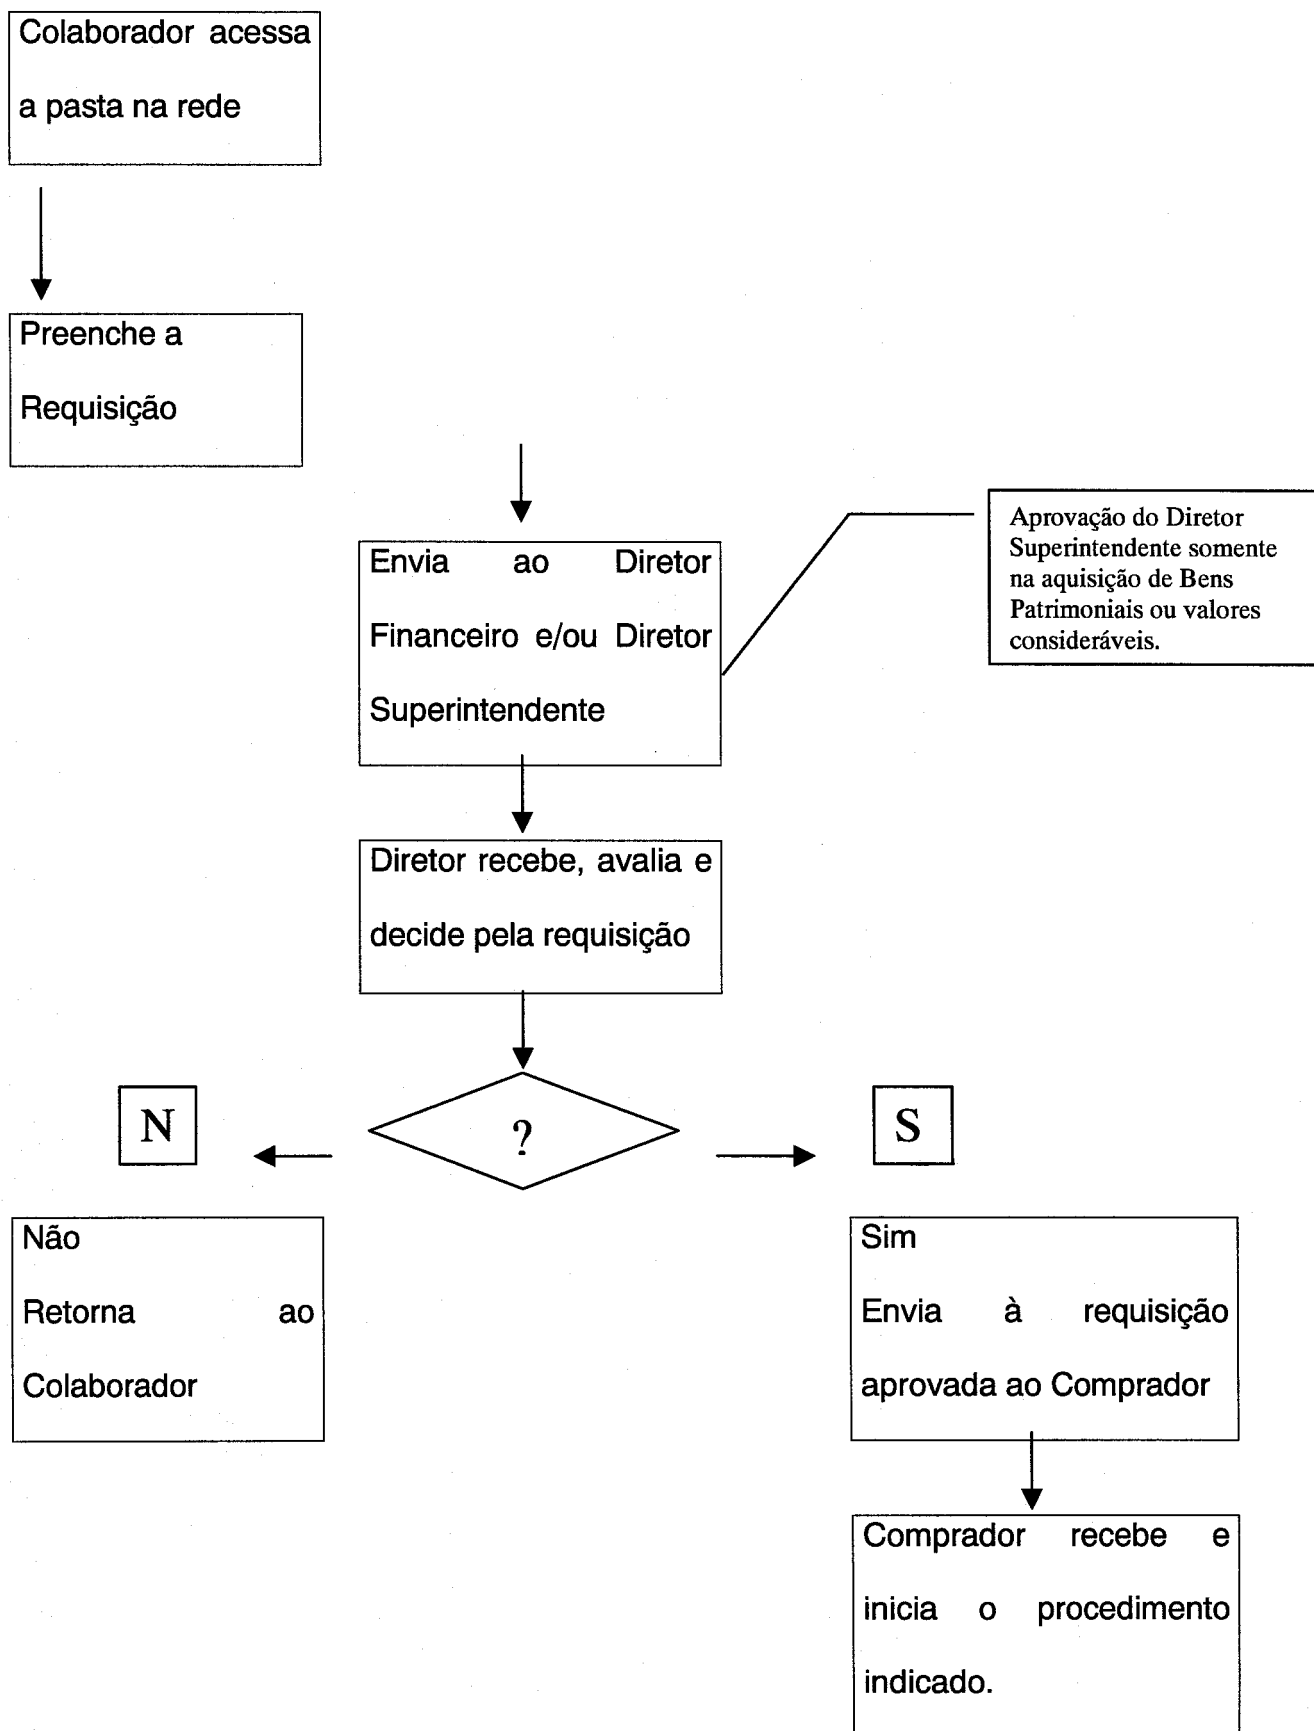 Colaborador acessa
a pasta na rede
Preenche a
Requisição
Envia ao Diretor
Financeiro e/ou Diretor
Superintendente
Aprovação do Diretor
Superintendente somente
na aquisição de Bens
Patrimoniais ou valores
consideráveis.
Diretor recebe, avalia e
decide pela requisição
?
N
S
Não
Retorna ao
Colaborador
Sim
Envia à requisição
aprovada ao Comprador
Comprador recebe e
inicia o procedimento
indicado.